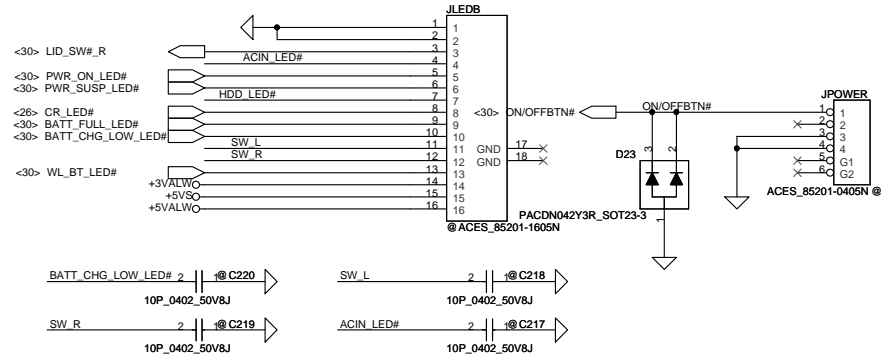 JLEDB
1 1
2 2
<30> LID_SW#_R 3 3
ACIN_LED# 4 4
<30> PWR_ON_LED# 5 5
<30> PWR_SUSP_LED# 6 6
HDD_LED# 7 7
<26> CR_LED# 8 8
<30> BATT_FULL_LED# 9 9
<30> BATT_CHG_LOW_LED# 10 10
SW_L 11 11
SW_R 12 12
<30> WL_BT_LED# 13 13
+3VALW 14 14
+5VS 15 15
+5VALW 16 16
GND 17
GND 18
@ACES_85201-1605N
<30> ON/OFFBTN# ON/OFFBTN#
D23
3 2
1
PACDN042Y3R_SOT23-3
JPOWER
1 1
2 2
3 3
4 4
5 G1
6 G2
ACES_85201-0405N @
BATT_CHG_LOW_LED# 2 1 @C220
10P_0402_50V8J
SW_L 2 1 @C218
10P_0402_50V8J
SW_R 2 1 @C219
10P_0402_50V8J
ACIN_LED# 2 1 @C217
10P_0402_50V8J